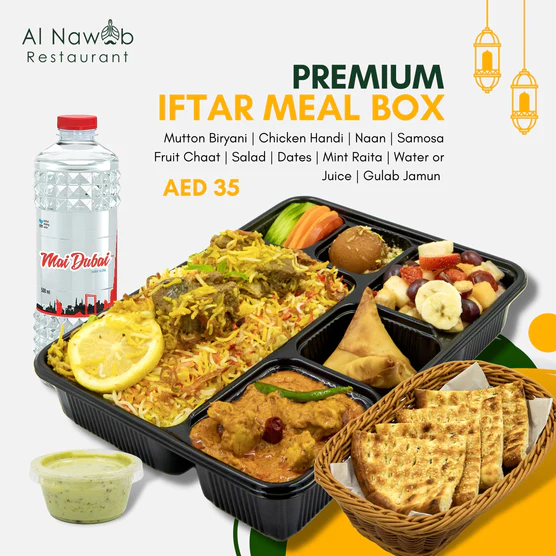 Al Nawab
Restaurant
PREMIUM
IFTAR MEAL BOX
Mutton Biryani | Chicken Handi | Naan | Samosa
Fruit Chaat | Salad | Dates | Mint Raita | Water or
Juice | Gulab Jamun
AED 35
Mai Dubai